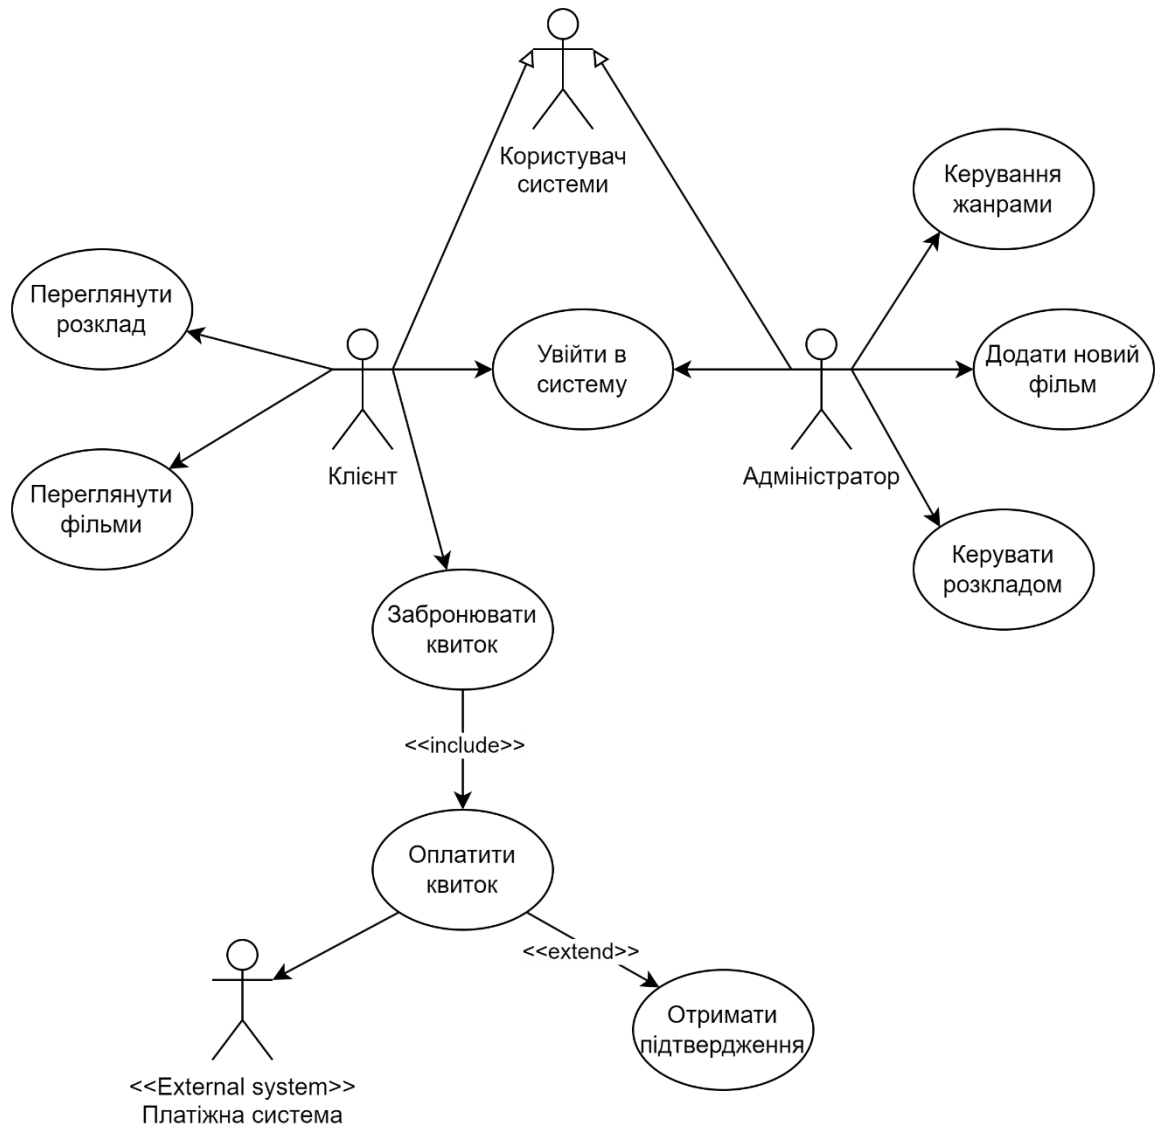 Користувач
системи
Керування
жанрами
Переглянути
розклад
Увійти в
систему
Додати новий
фільм
Клієнт
Адміністратор
Переглянути
фільми
Керувати
розкладом
Забронювати
квиток
<<include>>
Оплатити
квиток
<<extend>>
Отримати
підтвердження
<<External system>>
Платіжна система